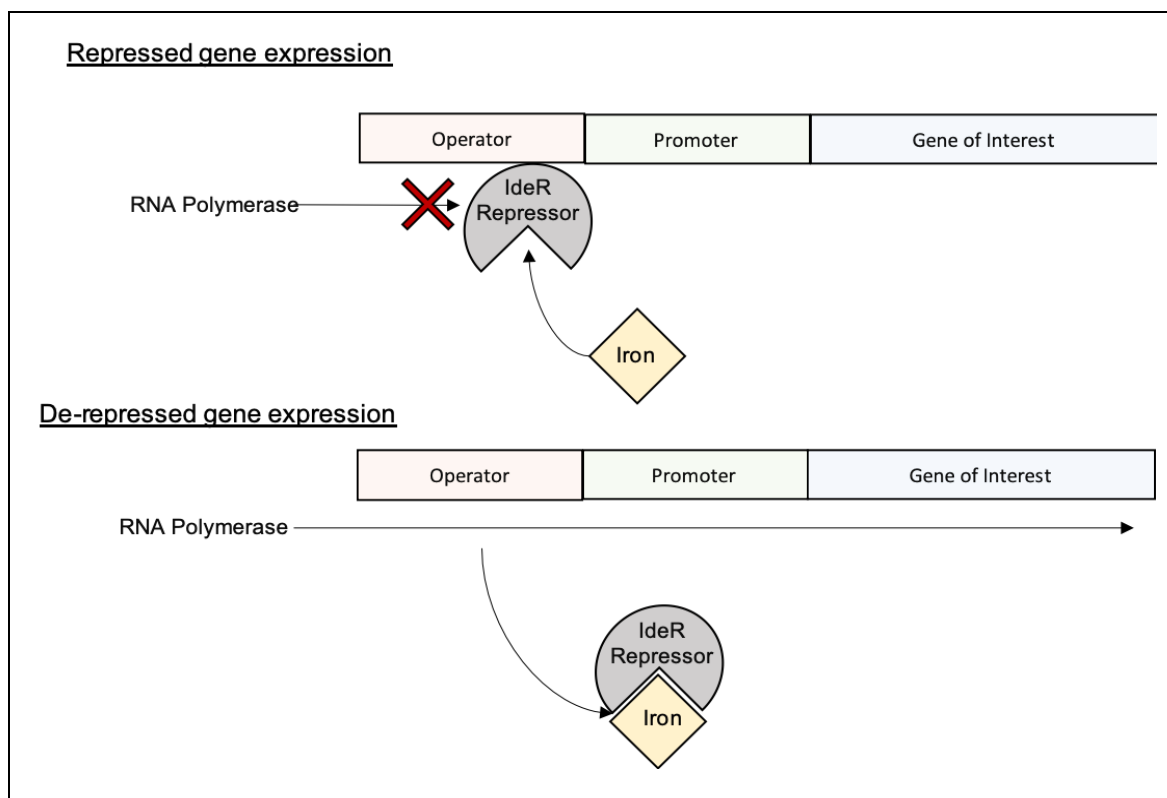 Repressed gene expression
Operator Promoter Gene of Interest
RNA Polymerase
IdeR
Repressor
Iron
De-repressed gene expression
Operator Promoter Gene of Interest
RNA Polymerase
IdeR
Repressor
Iron